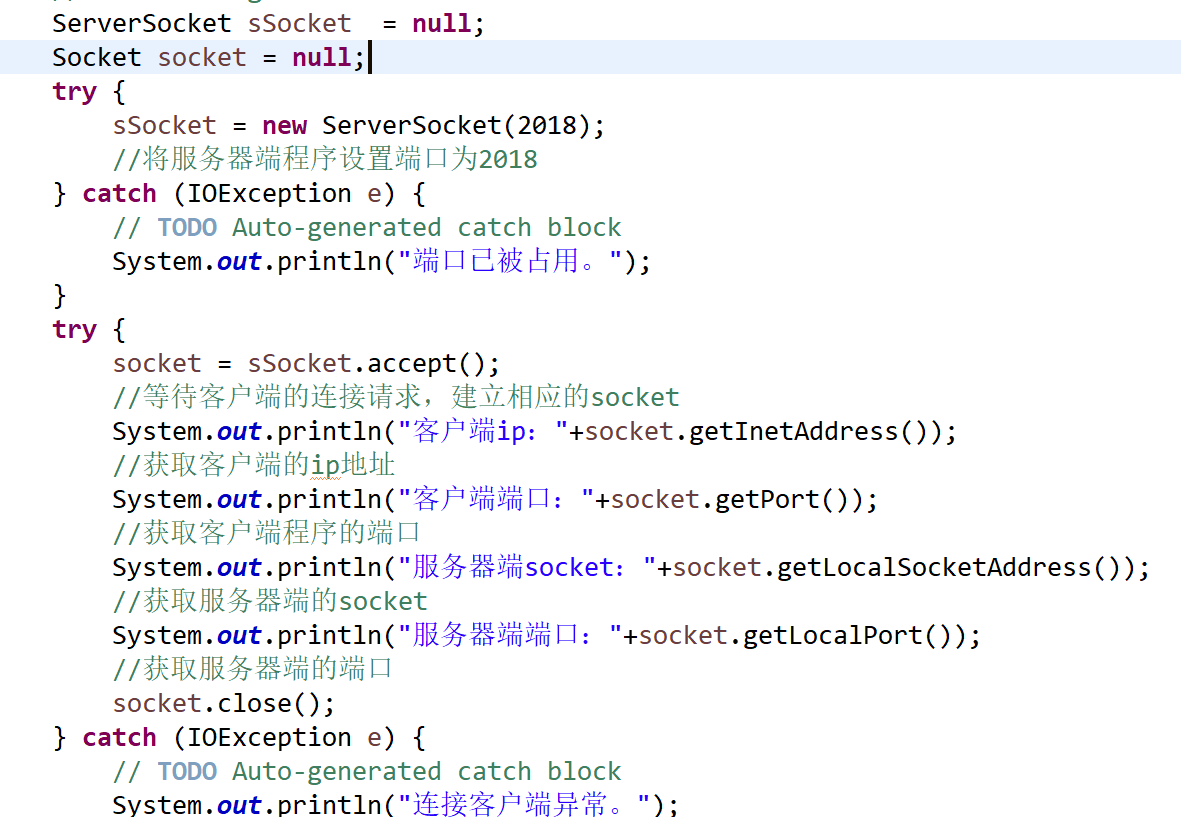 ServerSocket sSocket  = null;
Socket socket = null;
try {
    sSocket = new ServerSocket(2018);
    //将服务器端程序设置端口为2018
} catch (IOException e) {
    // TODO Auto-generated catch block
    System.out.println("端口已被占用。");
}
try {
    socket = sSocket.accept();
    //等待客户端的连接请求，建立相应的socket
    System.out.println("客户端ip："+socket.getInetAddress());
    //获取客户端的ip地址
    System.out.println("客户端端口："+socket.getPort());
    //获取客户端程序的端口
    System.out.println("服务器端socket："+socket.getLocalSocketAddress());
    //获取服务器端的socket
    System.out.println("服务器端端口："+socket.getLocalPort());
    //获取服务器端的端口
    socket.close();
} catch (IOException e) {
    // TODO Auto-generated catch block
    System.out.println("连接客户端异常。");